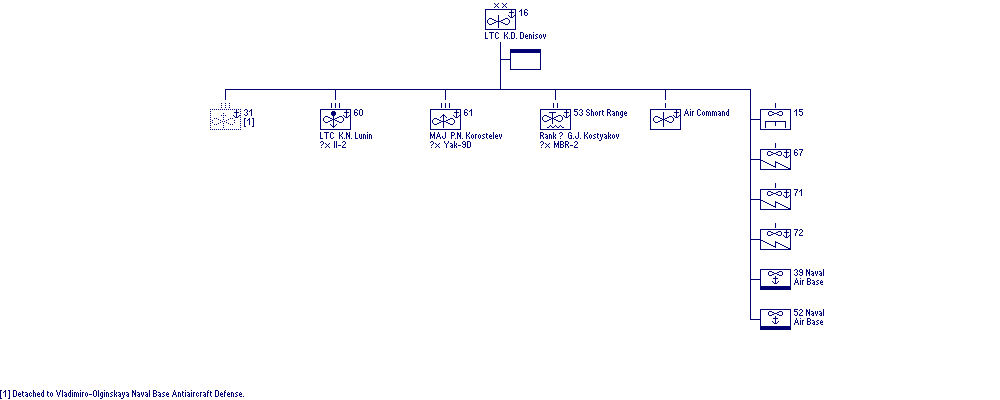 16
LTC K.D. Denisov
31
[1]
60
LTC K.N. Lunin
?x Il-2
61
MAJ P.N. Korostelev
?x Yak-9D
53 Short Range
Rank ? G.J. Kostyakov
?x MBR-2
Air Command
15
67
71
72
39 Naval
Air Base
52 Naval
Air Base
[1] Detached to Vladimiro-Olginskaya Naval Base Antiaircraft Defense.